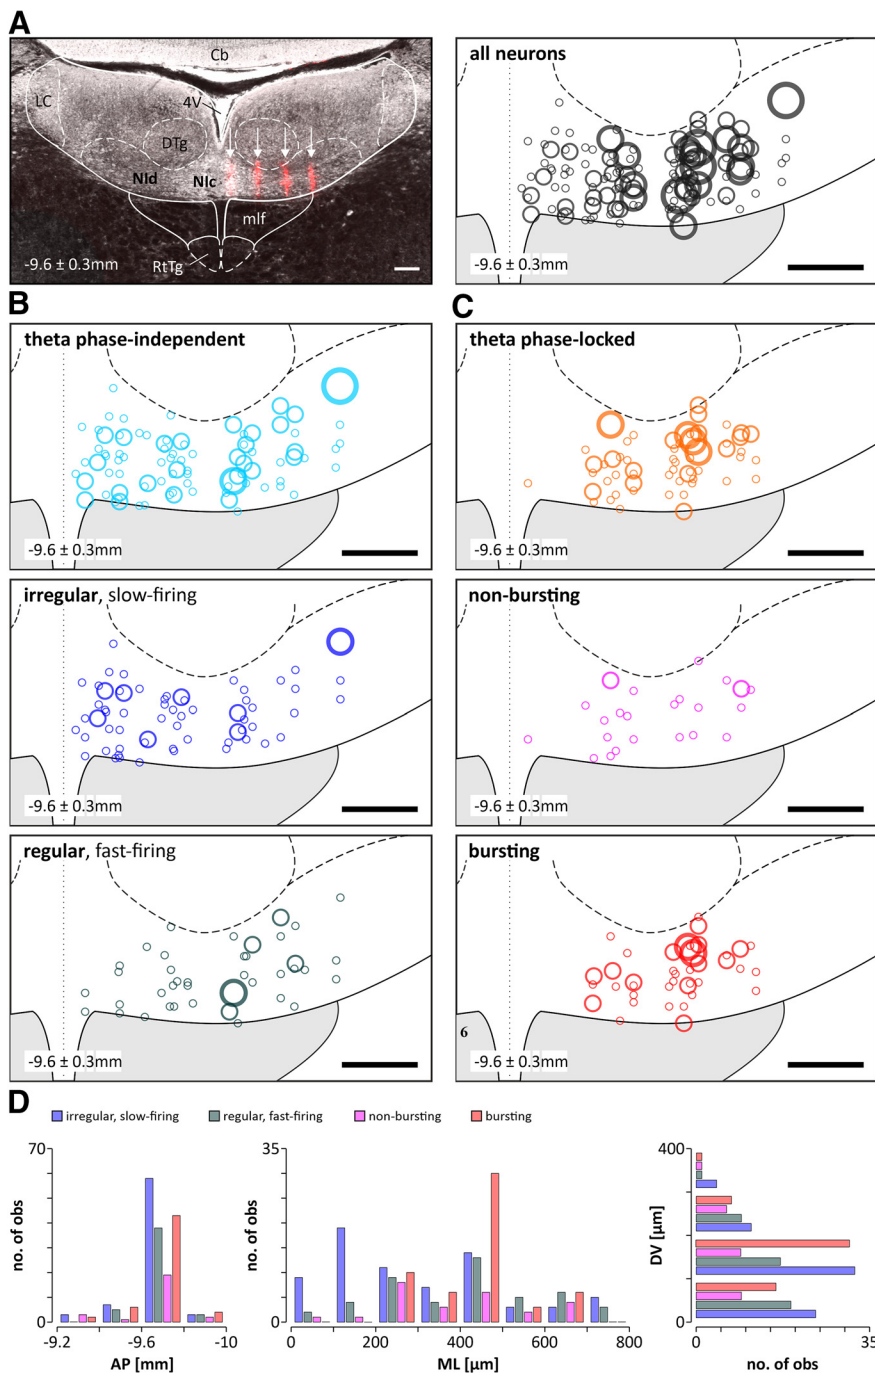 A
Cb
LC
4V
DTg
NId
NIc
mlf
RtTg
-9.6 ± 0.3mm
all neurons
-9.6 ± 0.3mm
B
theta phase-independent
-9.6 ± 0.3mm
C
theta phase-locked
-9.6 ± 0.3mm
irregular, slow-firing
-9.6 ± 0.3mm
non-bursting
-9.6 ± 0.3mm
regular, fast-firing
-9.6 ± 0.3mm
bursting
6
-9.6 ± 0.3mm
D
irregular, slow-firing regular, fast-firing non-bursting bursting
70
no. of obs
0
-9.2 -9.6 -10
AP [mm]
35
no. of obs
0
0 200 400 600 800
ML [µm]
400
DV [µm]
0
0 35
no. of obs